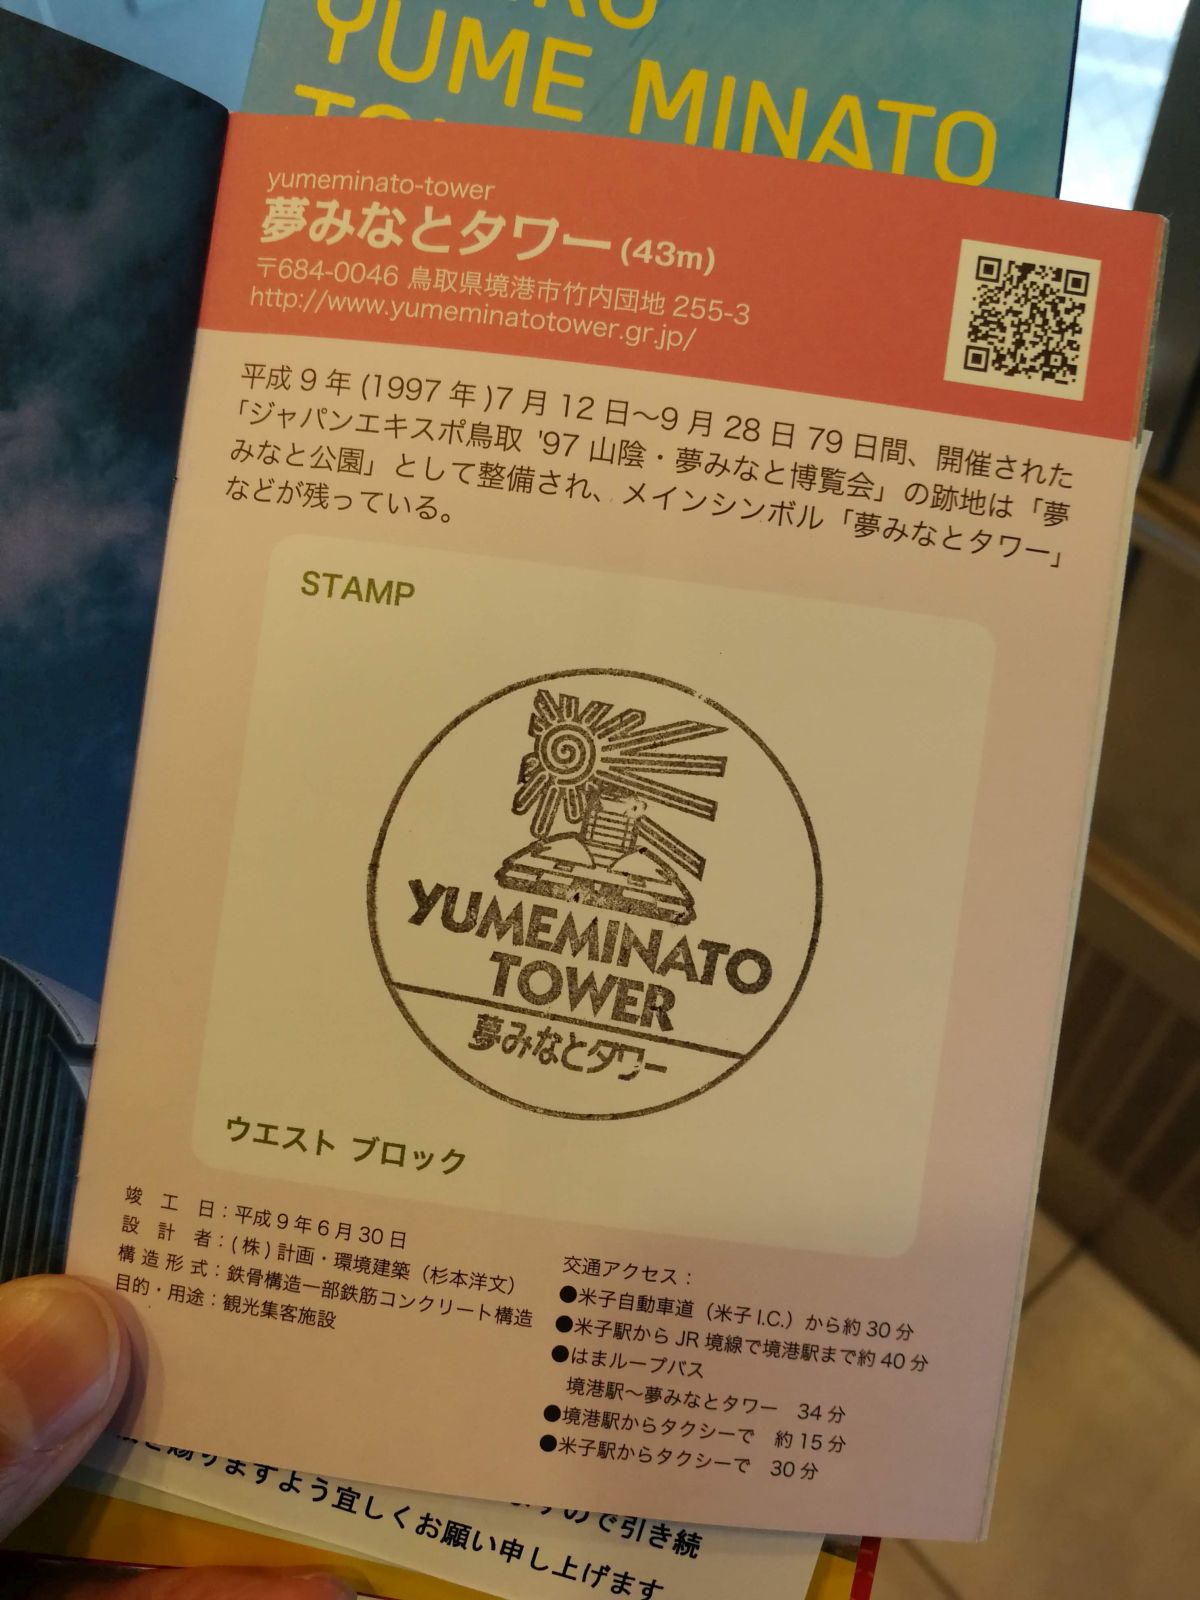 YUME MINATO
yumeminato-tower
夢みなとタワー(43m)
〒684-0046 鳥取県境港市竹内団地 255-3
http://www.yumeminatotower.gr.jp/
平成9年(1997年)7月12日～9月28日79日間、開催された
「ジャパンエキスポ鳥取 '97 山陰・夢みなと博覧会」の跡地は「夢
みなと公園」として整備され、メインシンボル「夢みなとタワー」
などが残っている。
STAMP
YUMEMINATO
TOWER
夢みなとタワー
ウエスト ブロック
竣工日：平成9年6月30日
設計者：(株)計画・環境建築（杉本洋文）
構造形式：鉄骨構造一部鉄筋コンクリート構造
目的・用途：観光集客施設
交通アクセス：
●米子自動車道（米子I.C.）から約30分
●米子駅からJR境線で境港駅まで約40分
●はまループバス
境港駅～夢みなとタワー 34分
●境港駅からタクシーで 約15分
●米子駅からタクシーで 30分
ますので引き続
賜りますよう宜しくお願い申し上げます